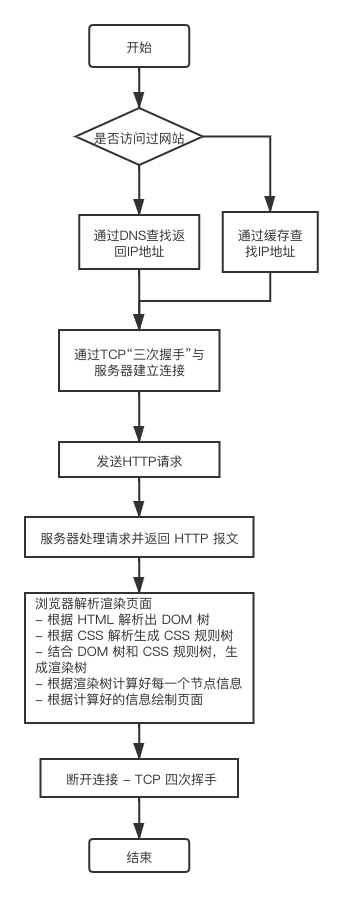 开始
是否访问过网站
通过DNS查找返
回IP地址
通过缓存查
找IP地址
通过TCP“三次握手”与
服务器建立连接
发送HTTP请求
服务器处理请求并返回 HTTP 报文
浏览器解析渲染页面
- 根据 HTML 解析出 DOM 树
- 根据 CSS 解析生成 CSS 规则树
- 结合 DOM 树和 CSS 规则树，生
成渲染树
- 根据渲染树计算好每一个节点信息
- 根据计算好的信息绘制页面
断开连接 - TCP 四次挥手
结束